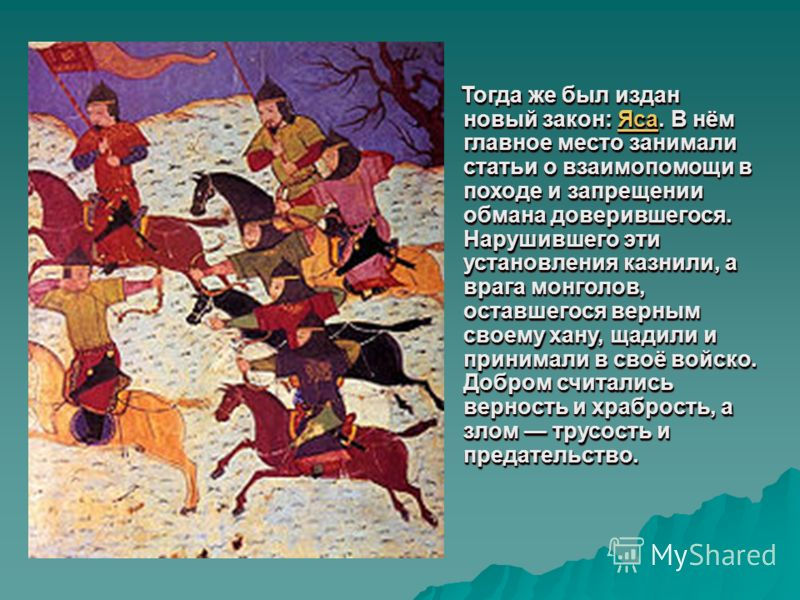 Тогда же был издан
новый закон: Яса. В нём
главное место занимали
статьи о взаимопомощи в
походе и запрещении
обмана доверившегося.
Нарушившего эти
установления казнили, а
врага монголов,
оставшегося верным
своему хану, щадили и
принимали в своё войско.
Добром считались
верность и храбрость, а
злом — трусость и
предательство.
MyShared